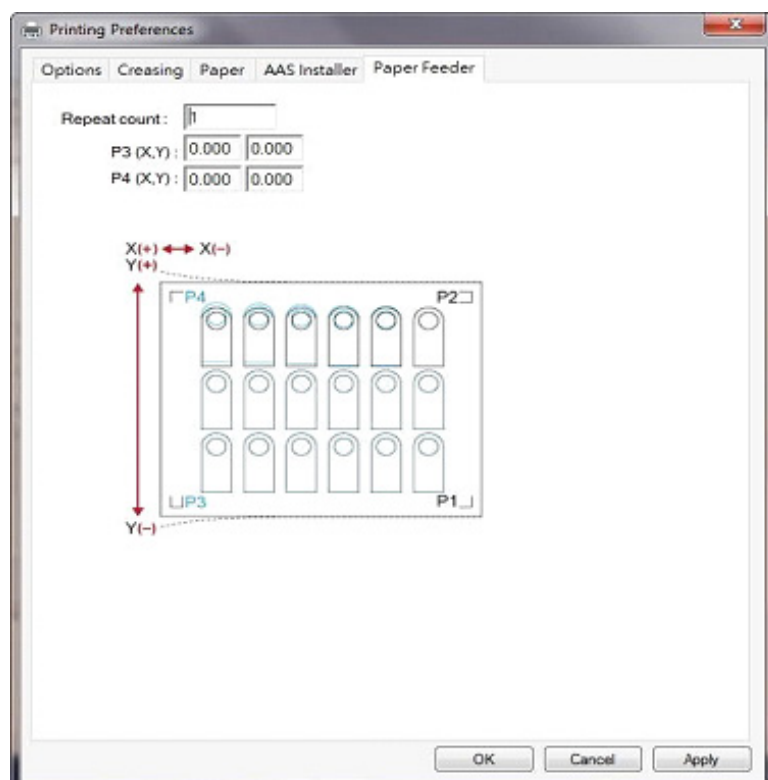 Printing Preferences
Options Creasing Paper AAS Installer Paper Feeder
Repeat count : 1
P3 (X,Y) : 0.000 0.000
P4 (X,Y) : 0.000 0.000
X(+) X(−)
Y(+)
P4 P2
P3 P1
Y(−)
OK Cancel Apply